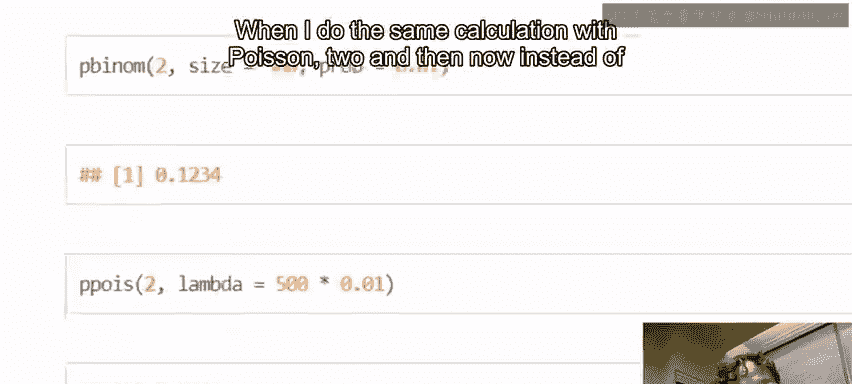 When I do the same calculation with
Poisson, two and then now instead of
pbinom(2, size
## [1] 0.1234
ppois(2, lambda = 500 * 0.01)